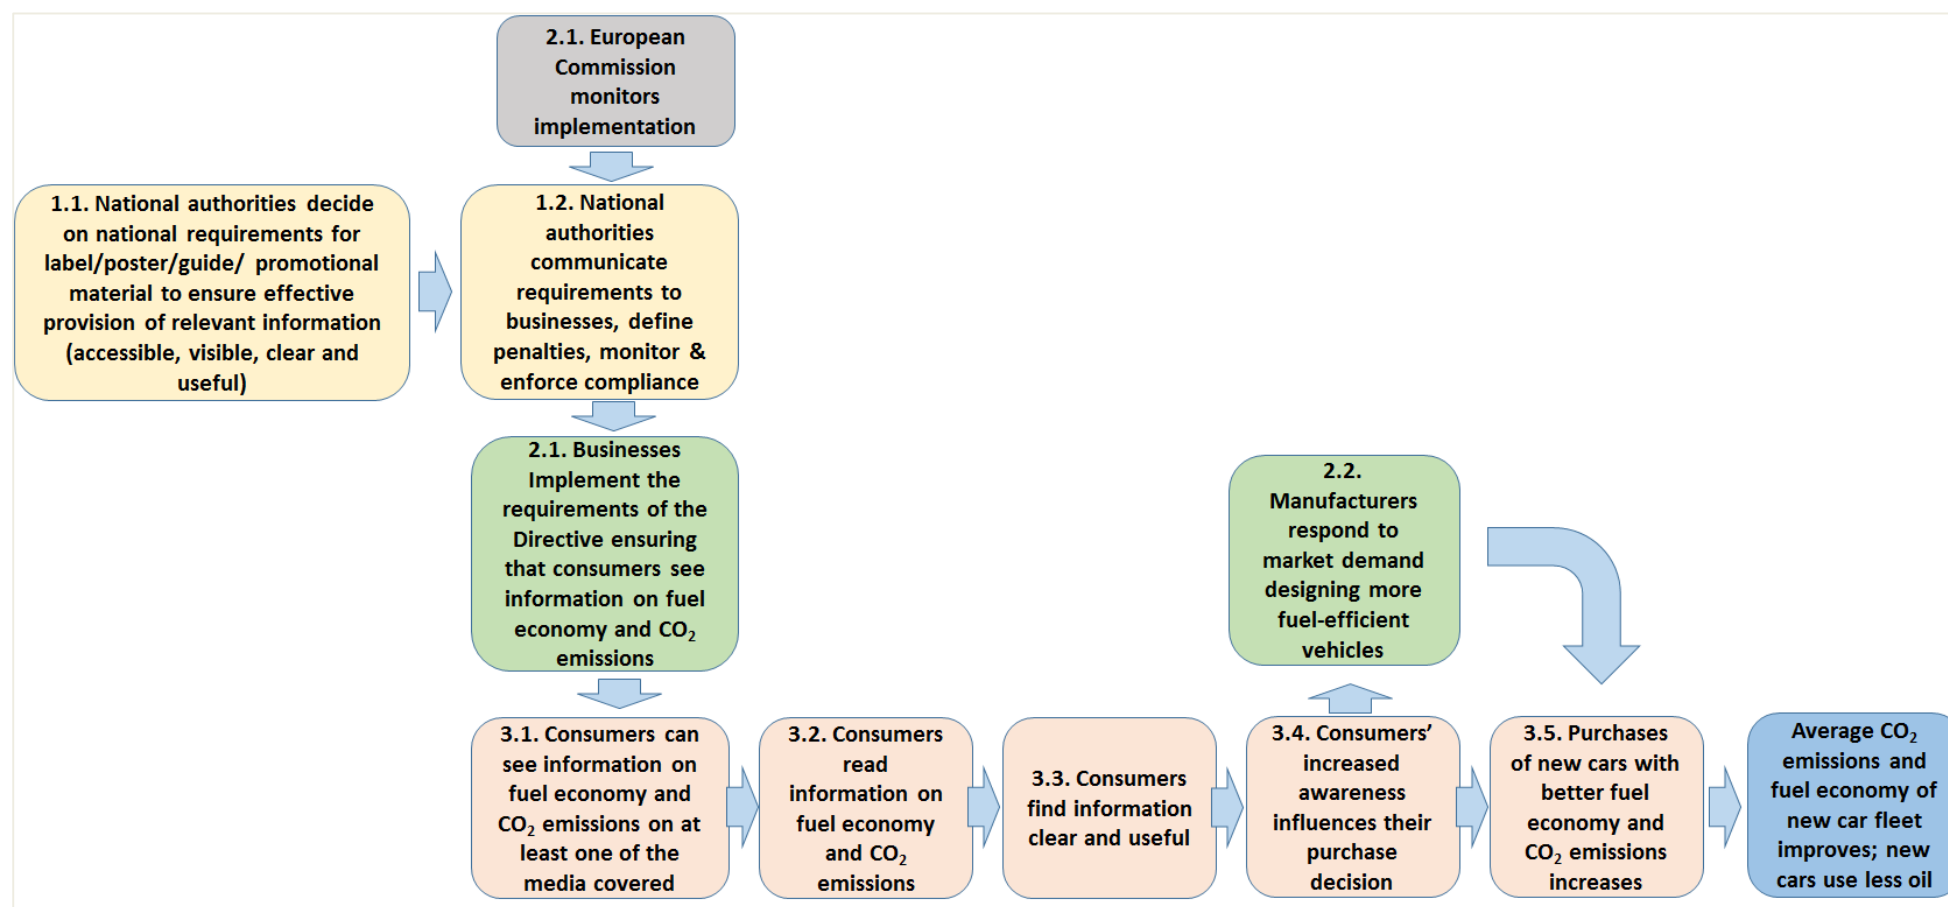 2.1. European
Commission
monitors
implementation
1.1. National authorities decide
on national requirements for
label/poster/guide/ promotional
material to ensure effective
provision of relevant information
(accessible, visible, clear and
useful)
1.2. National
authorities
communicate
requirements to
businesses, define
penalties, monitor &
enforce compliance
2.1. Businesses
Implement the
requirements of the
Directive ensuring
that consumers see
information on fuel
economy and CO₂
emissions
2.2.
Manufacturers
respond to
market demand
designing more
fuel-efficient
vehicles
3.1. Consumers can
see information on
fuel economy and
CO₂ emissions on at
least one of the
media covered
3.2. Consumers
read
information on
fuel economy
and CO₂
emissions
3.3. Consumers
find information
clear and useful
3.4. Consumers’
increased
awareness
influences their
purchase
decision
3.5. Purchases
of new cars with
better fuel
economy and
CO₂ emissions
increases
Average CO₂
emissions and
fuel economy of
new car fleet
improves; new
cars use less oil